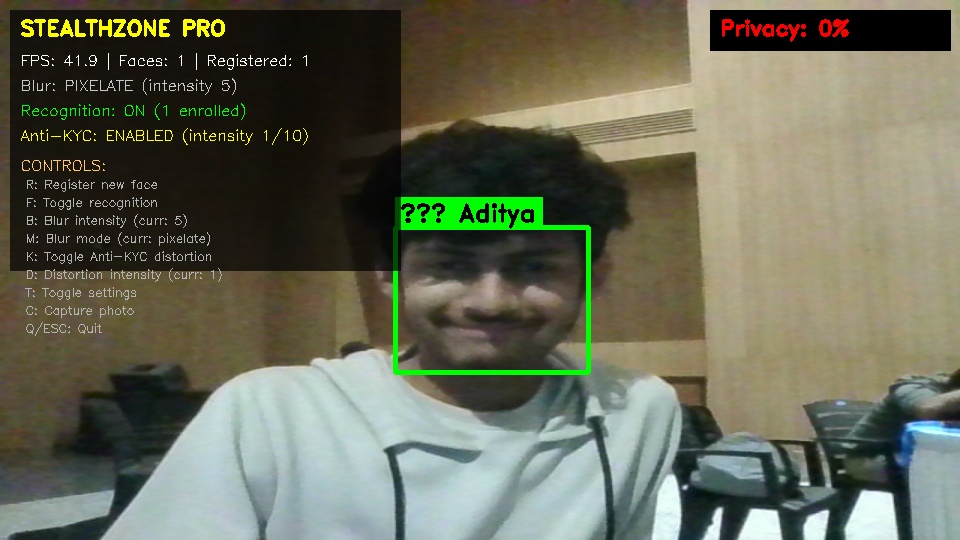 STEALTHZONE PRO
FPS: 41.9 | Faces: 1 | Registered: 1
Blur: PIXELATE (intensity 5)
Recognition: ON (1 enrolled)
Anti-KYC: ENABLED (intensity 1/10)
CONTROLS:
R: Register new face
F: Toggle recognition
B: Blur intensity (curr: 5)
M: Blur mode (curr: pixelate)
K: Toggle Anti-KYC distortion
D: Distortion intensity (curr: 1)
T: Toggle settings
C: Capture photo
Q/ESC: Quit
Privacy: 0%
??? Aditya